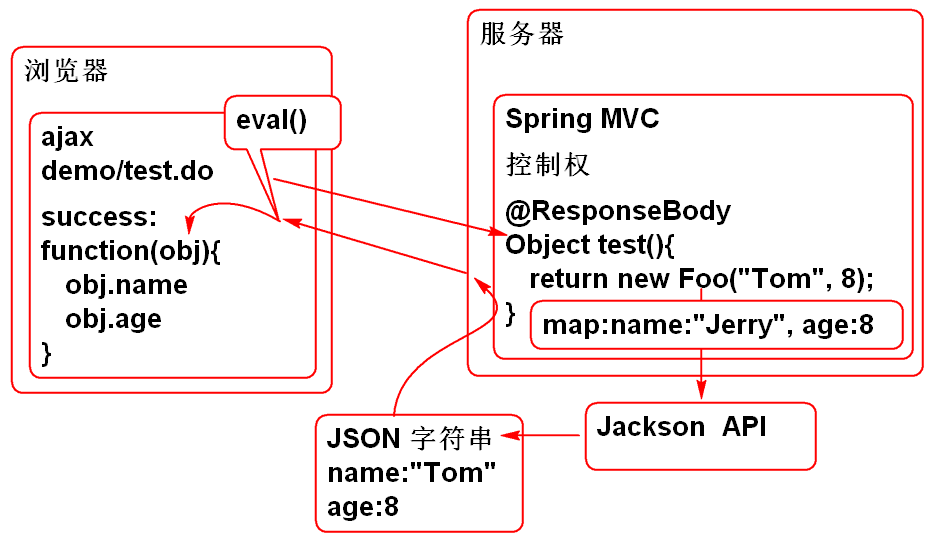 浏览器
eval()
ajax
demo/test.do
success:
function(obj){
obj.name
obj.age
}
服务器
Spring MVC
控制权
@ResponseBody
Object test(){
return new Foo("Tom", 8);
}
map:name:"Jerry", age:8
Jackson API
JSON 字符串
name:"Tom"
age:8